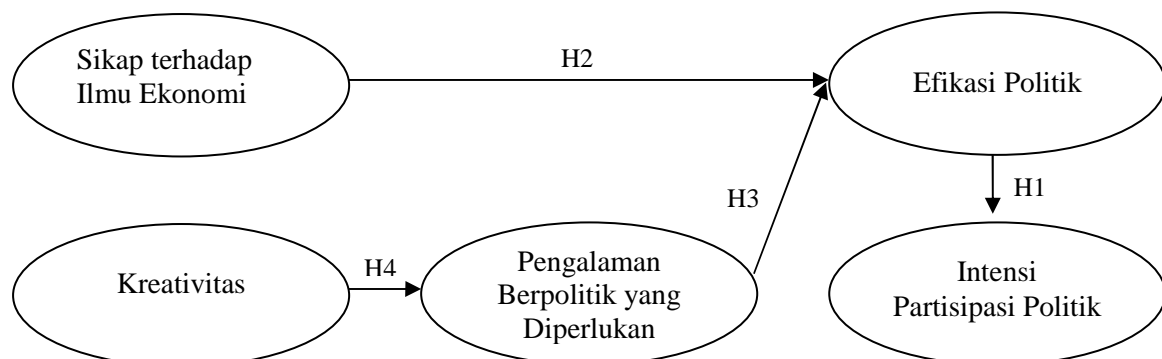 Sikap terhadap
Ilmu Ekonomi
H2
Efikasi Politik
H3
H1
Kreativitas
H4
Pengalaman
Berpolitik yang
Diperlukan
Intensi
Partisipasi Politik